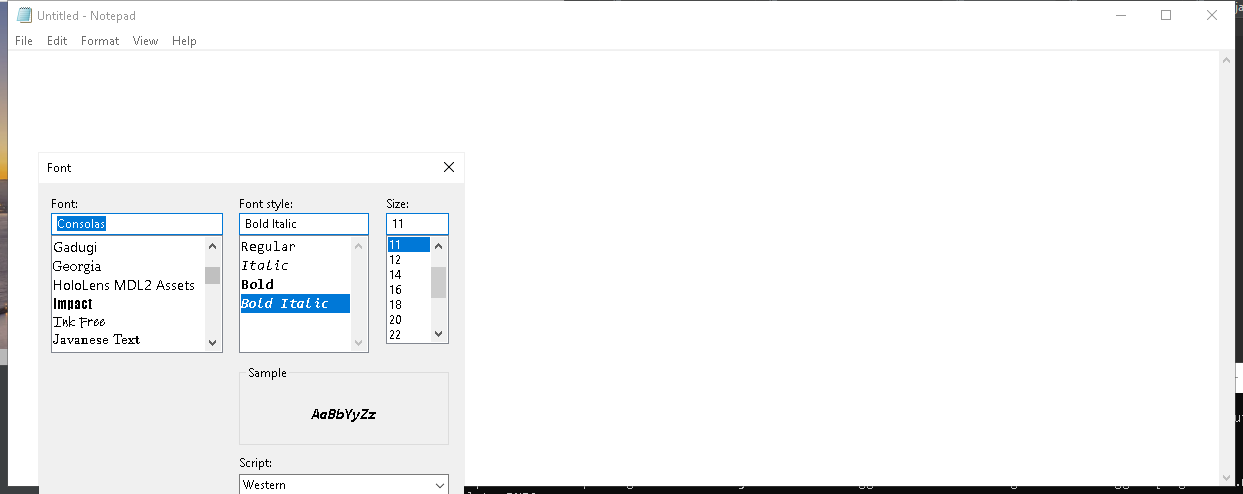 Untitled - Notepad
File Edit Format View Help
Font
Font: Font style: Size:
Consolas Bold Italic 11
Gadugi
Georgia
HoloLens MDL2 Assets
Impact
Ink Free
Javanese Text
Regular
Italic
Bold
Bold Italic
11
12
14
16
18
20
22
Sample
AaBbYyZz
Script:
Western